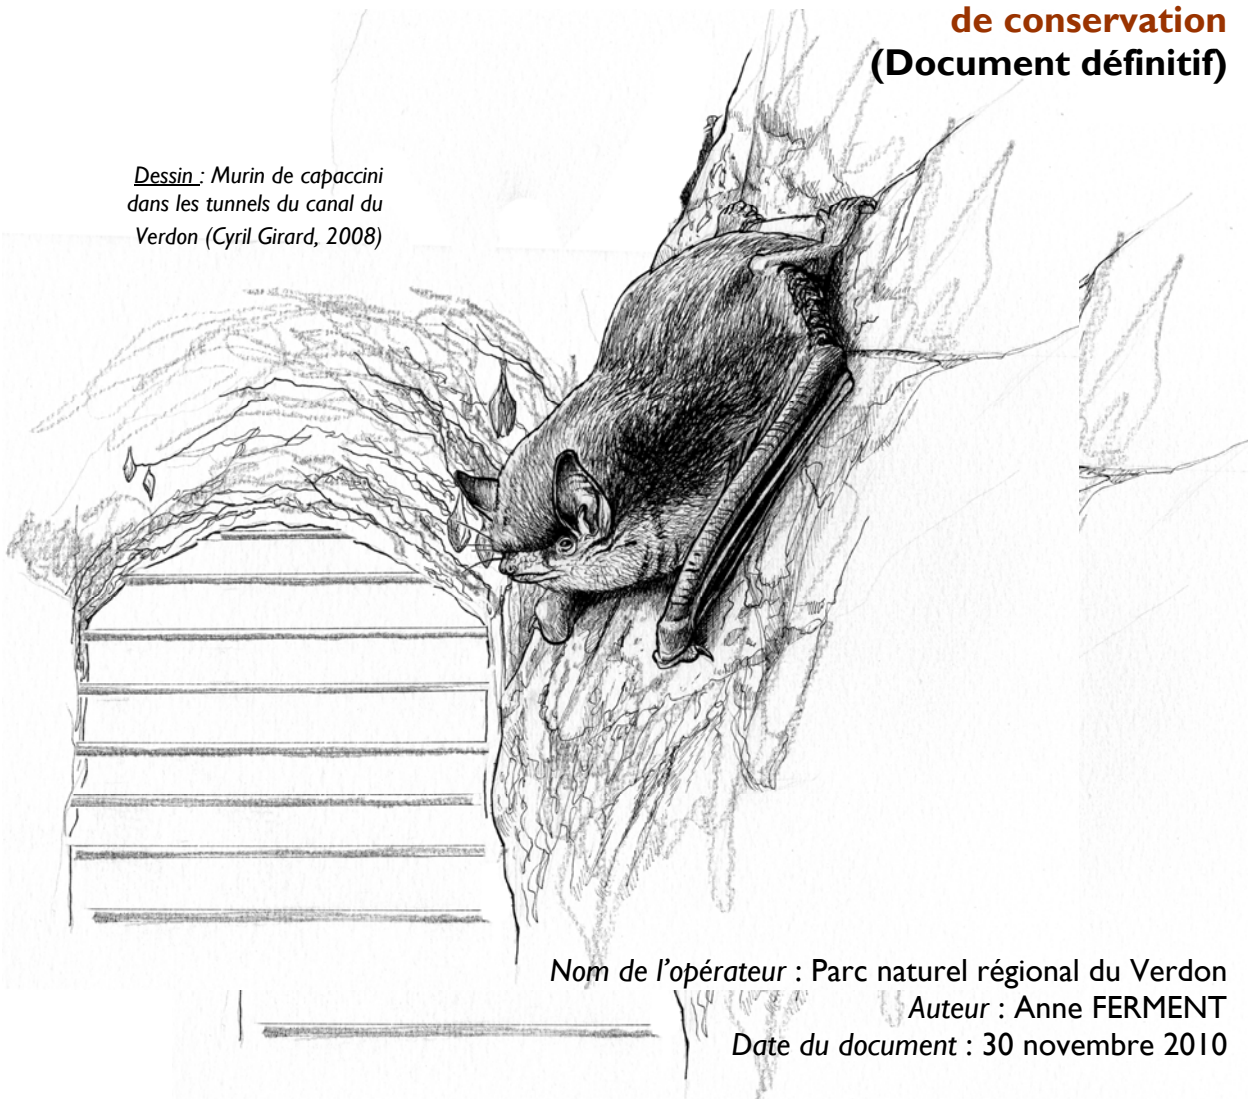 de conservation
(Document définitif)
Dessin : Murin de capaccini
dans les tunnels du canal du
Verdon (Cyril Girard, 2008)
Nom de l’opérateur : Parc naturel régional du Verdon
Auteur : Anne FERMENT
Date du document : 30 novembre 2010